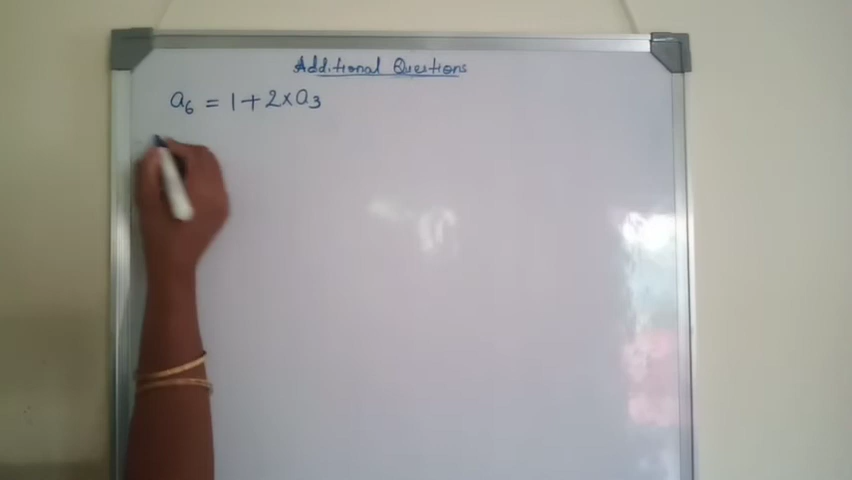 Additional Questions
a₆ = 1 + 2 × a₃